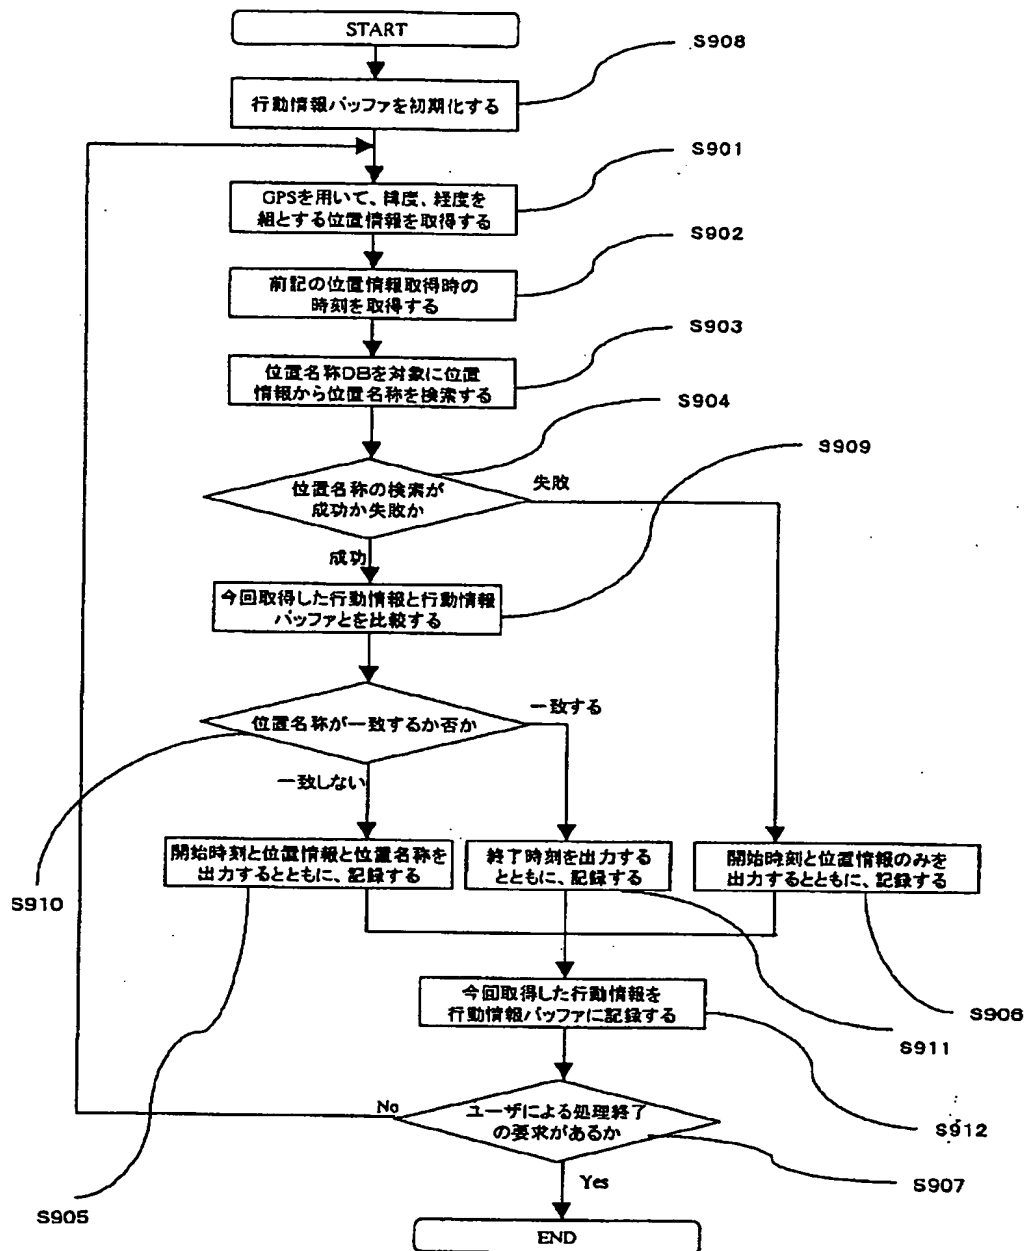 START
S908
行動情報バッファを初期化する
S901
GPSを用いて、緯度、経度を
組とする位置情報を取得する
S902
前記の位置情報取得時の
時刻を取得する
S903
位置名称DBを対象に位置
情報から位置名称を検索する
S904
S909
位置名称の検索が
成功か失敗か
失敗
成功
今回取得した行動情報と行動情報
バッファとを比較する
位置名称が一致するか否か
一致する
一致しない
開始時刻と位置情報と位置名称を
出力するとともに、記録する
終了時刻を出力する
とともに、記録する
開始時刻と位置情報のみを
出力するとともに、記録する
S910
今回取得した行動情報を
行動情報バッファに記録する
S906
S911
ユーザによる処理終了
の要求があるか
No
S912
Yes
S907
S905
END